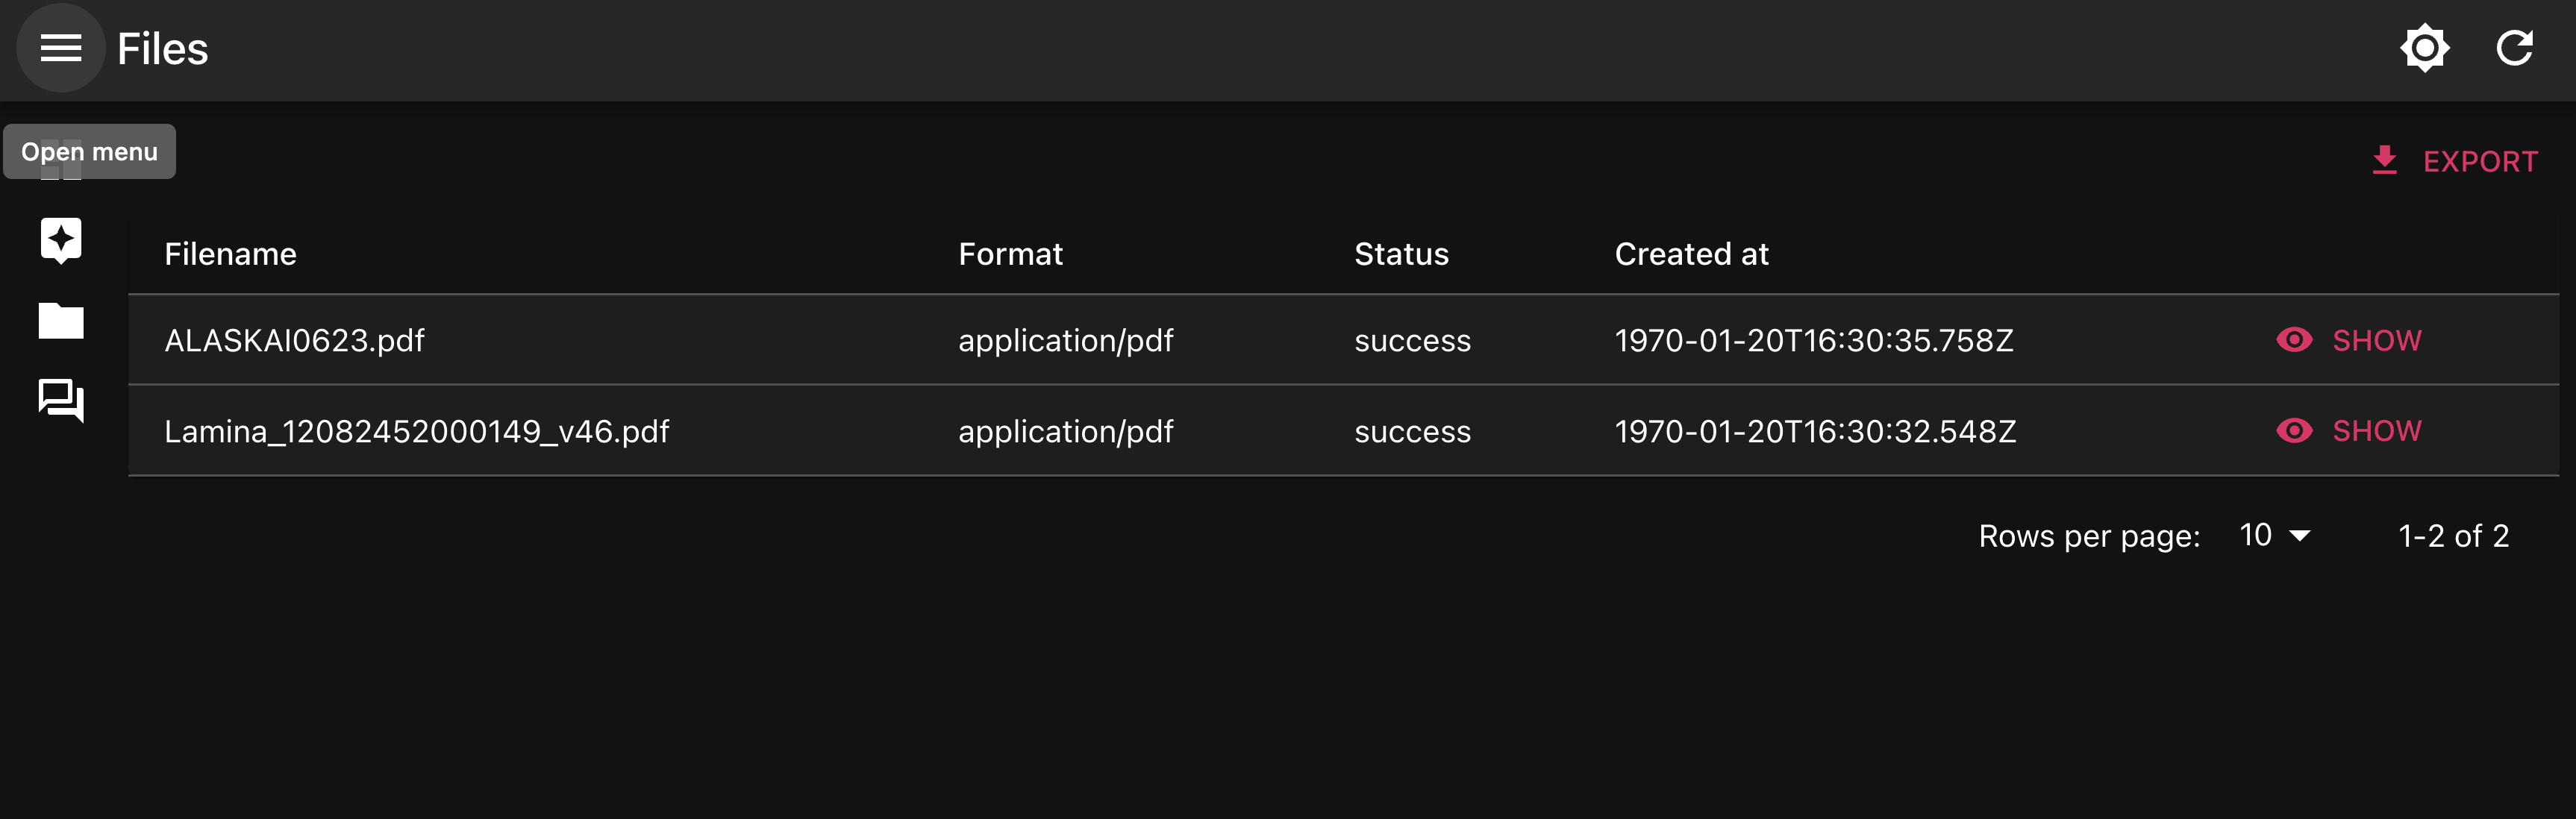 Files
Open menu
EXPORT
Filename Format Status Created at
ALASKAI0623.pdf application/pdf success 1970-01-20T16:30:35.758Z SHOW
Lamina_12082452000149_v46.pdf application/pdf success 1970-01-20T16:30:32.548Z SHOW
Rows per page: 10 1-2 of 2